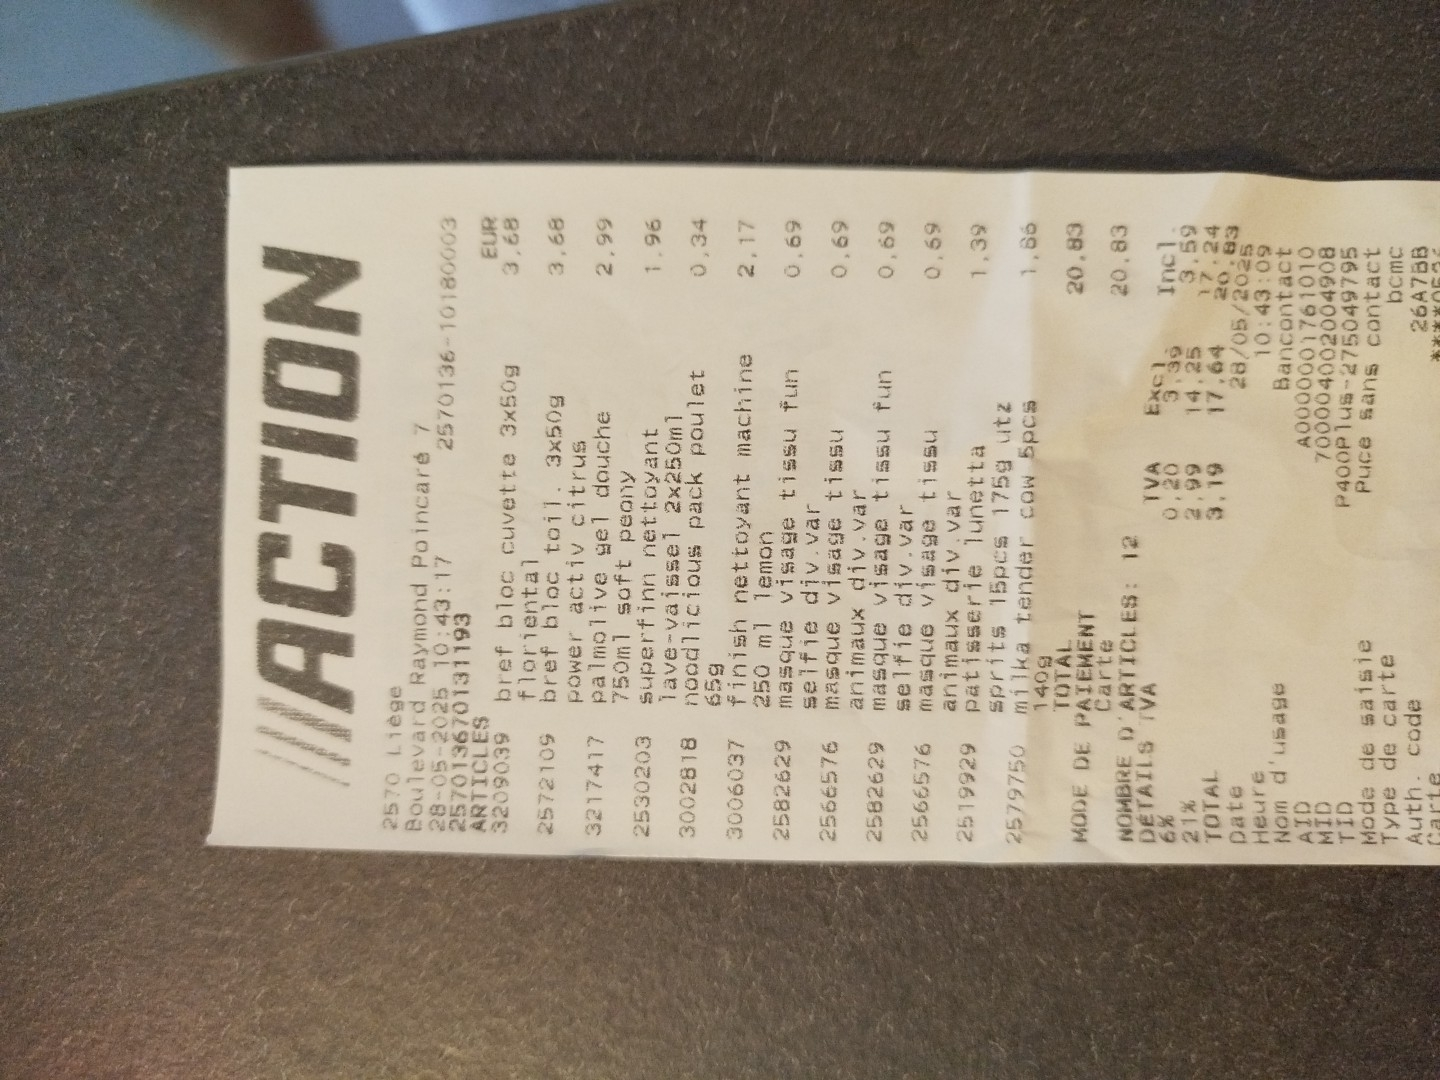 ///ACTION
2570 Liège
Boulevard Raymond Poincaré 7
28-05-2025 10:43:17 2570136-10180003
2570136701311193
ARTICLES EUR
3209039 bref bloc cuvette 3x50g 3,68
floriental
2572109 bref bloc toil. 3x50g 3,68
power activ citrus
3217417 palmolive gel douche 2,99
750ml soft peony
2530203 superfinn nettoyant 1,96
lave-vaissel 2x250ml
3002818 noodlicious pack poulet 0,34
65g
3006037 finish nettoyant machine 2,17
250 ml lemon
2582629 masque visage tissu fun 0,69
selfie div.var
2566576 masque visage tissu 0,69
animaux div.var
2582629 masque visage tissu fun 0,69
selfie div.var
2566576 masque visage tissu 0,69
animaux div.var
2519929 patisserie lunetta 1,39
sprits 15pcs 175g utz
2579750 milka tender cow 5pcs 1,86
140g
TOTAL 20,83
MODE DE PAIEMENT
Carte 20,83
NOMBRE D'ARTICLES: 12
DÉTAILS TVA TVA Excl. Incl.
6% 0,20 3,39 3,59
21% 2,99 14,25 17,24
TOTAL 3,19 17,64 20,83
Date 28/05/2025
Heure 10:43:09
Nom d'usage Bancontact
AID A0000001761010
MID 700004002004908
TID P400Plus-275049795
Mode de saisie Puce sans contact
Type de carte bcmc
Auth. code 26A7BB
Carte